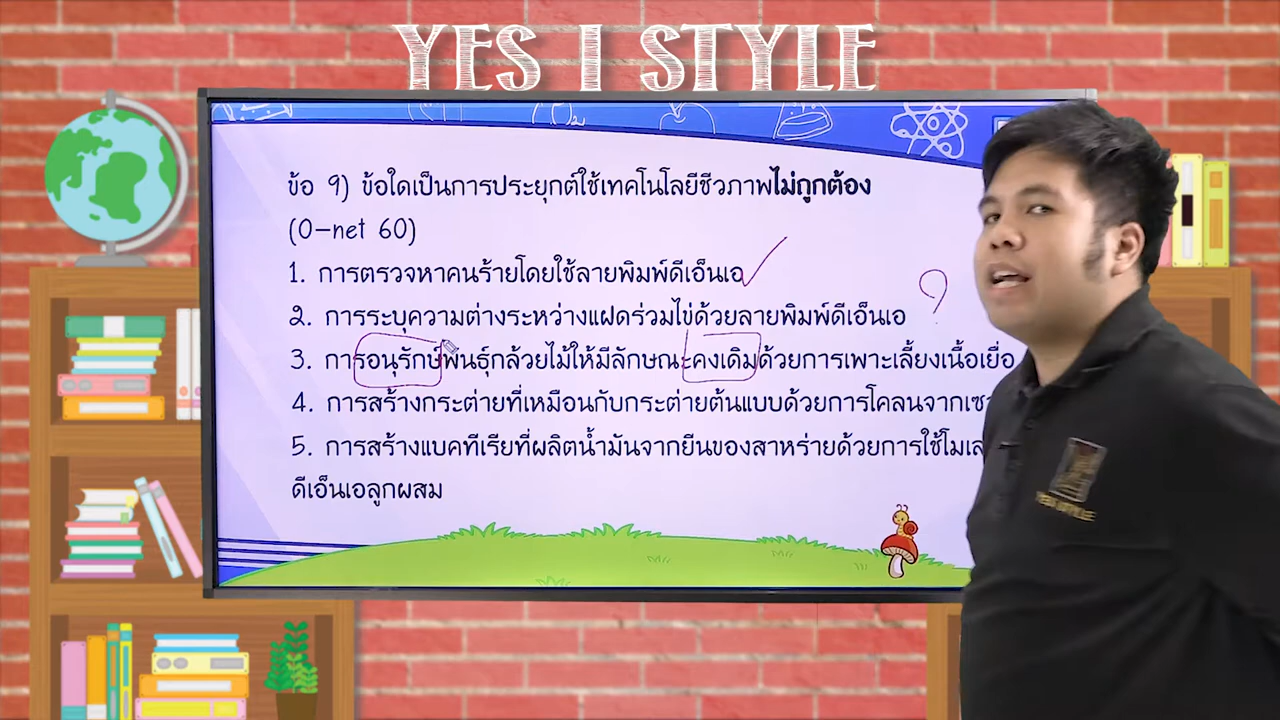 YES I STYLE
ข้อ 9) ข้อใดเป็นการประยุกต์ใช้เทคโนโลยีชีวภาพไม่ถูกต้อง
(O-net 60)
1. การตรวจหาคนร้ายโดยใช้ลายพิมพ์ดีเอ็นเอ
2. การระบุความต่างระหว่างแฝดร่วมไข่ด้วยลายพิมพ์ดีเอ็นเอ
3. การอนุรักษ์พันธุ์กล้วยไม้ให้มีลักษณะคงเดิมด้วยการเพาะเลี้ยงเนื้อเยื่อ
4. การสร้างกระต่ายที่เหมือนกับกระต่ายต้นแบบด้วยการโคลนจาก
5. การสร้างแบคทีเรียที่ผลิตน้ำมันจากยีนของสาหร่ายด้วยการใช้
ดีเอ็นเอลูกผสม